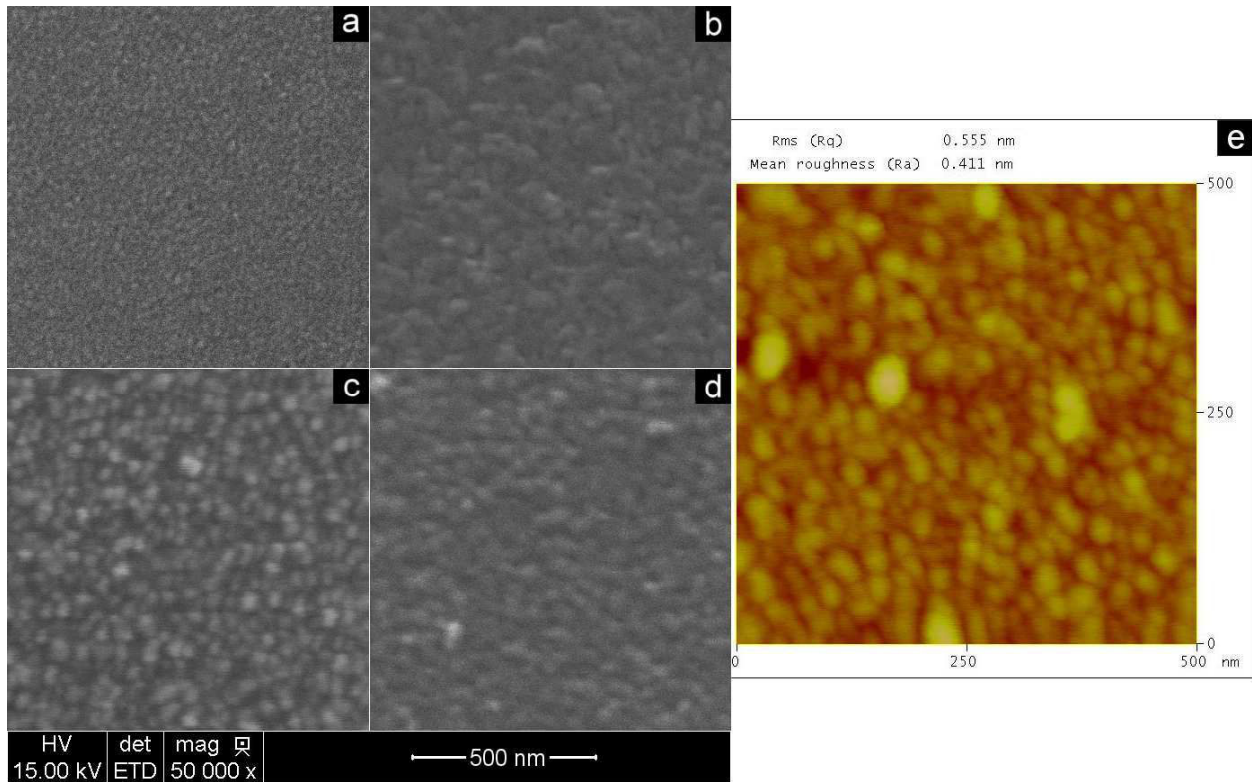 a
b
c
d
HV
det
mag
15.00 kV
ETD
50 000 x
500 nm
e
Rms (Rq) 0.555 nm
Mean roughness (Ra) 0.411 nm
500
250
0
0 250 500 nm